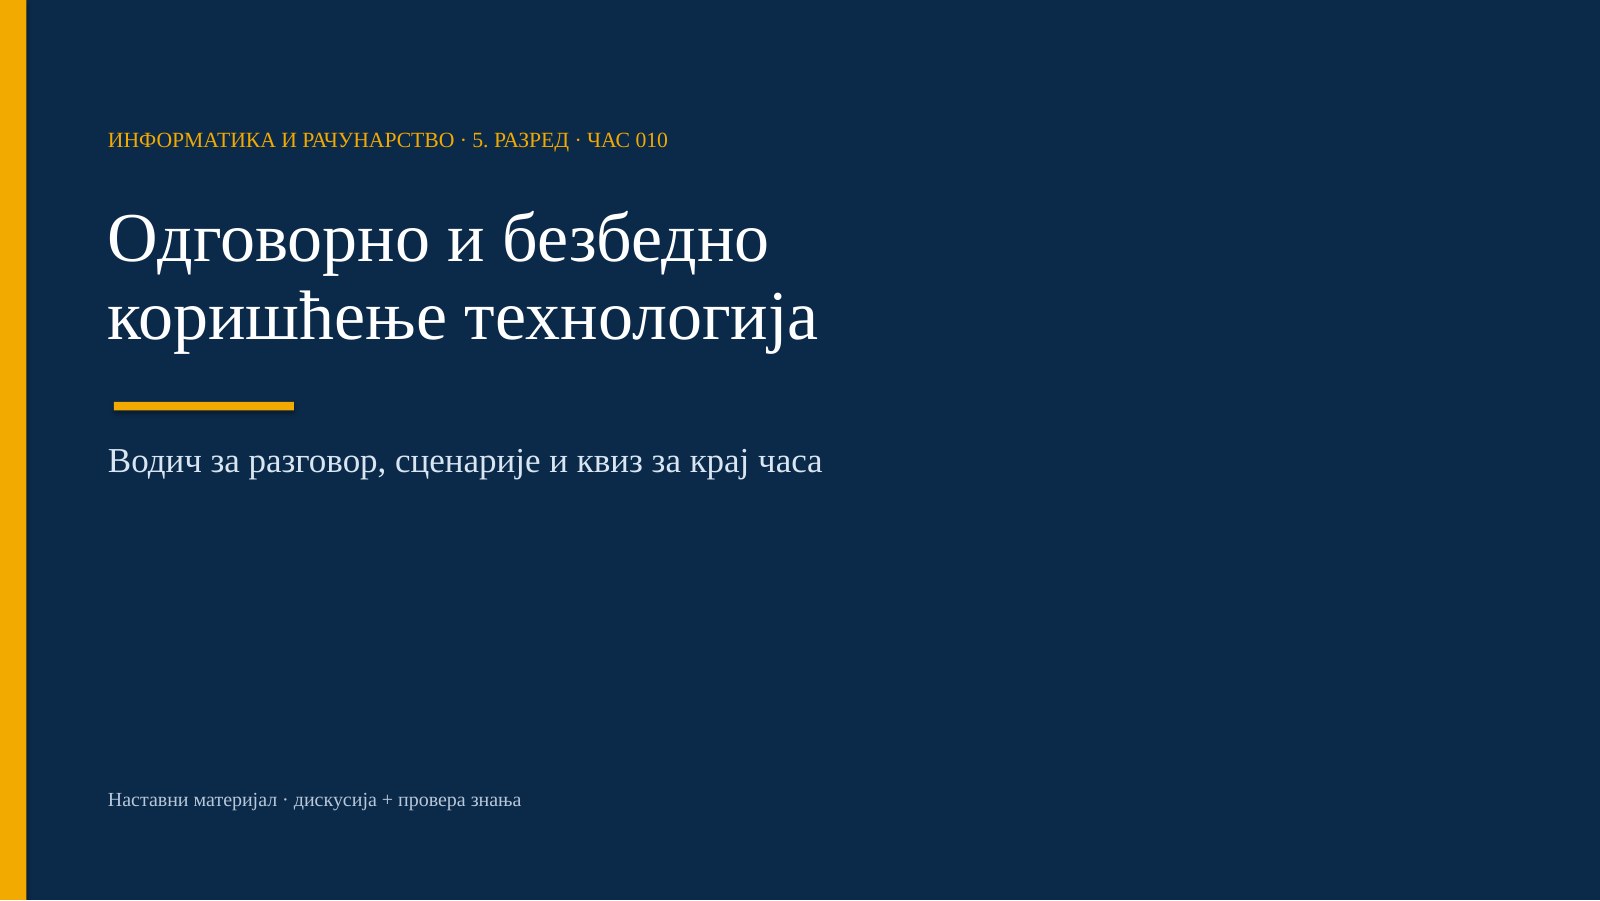 ИНФОРМАТИКА И РАЧУНАРСТВО · 5. РАЗРЕД · ЧАС 010
Одговорно и безбедно
коришћење технологија
Водич за разговор, сценарије и квиз за крај часа
Наставни материјал · дискусија + провера знања